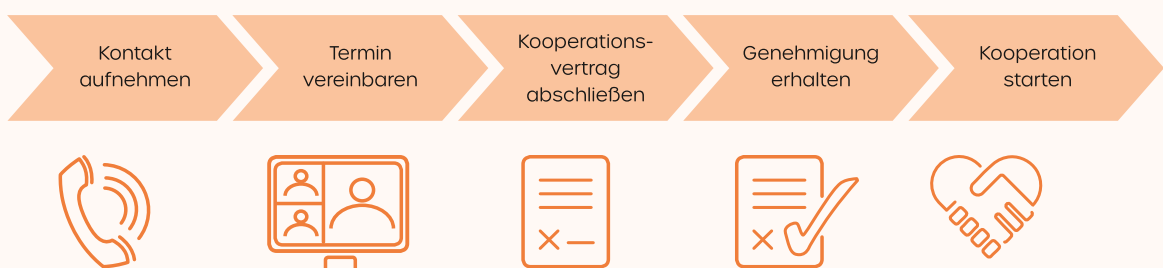 Kontakt
aufnehmen
Termin
vereinbaren
Kooperations-
vertrag
abschließen
Genehmigung
erhalten
Kooperation
starten